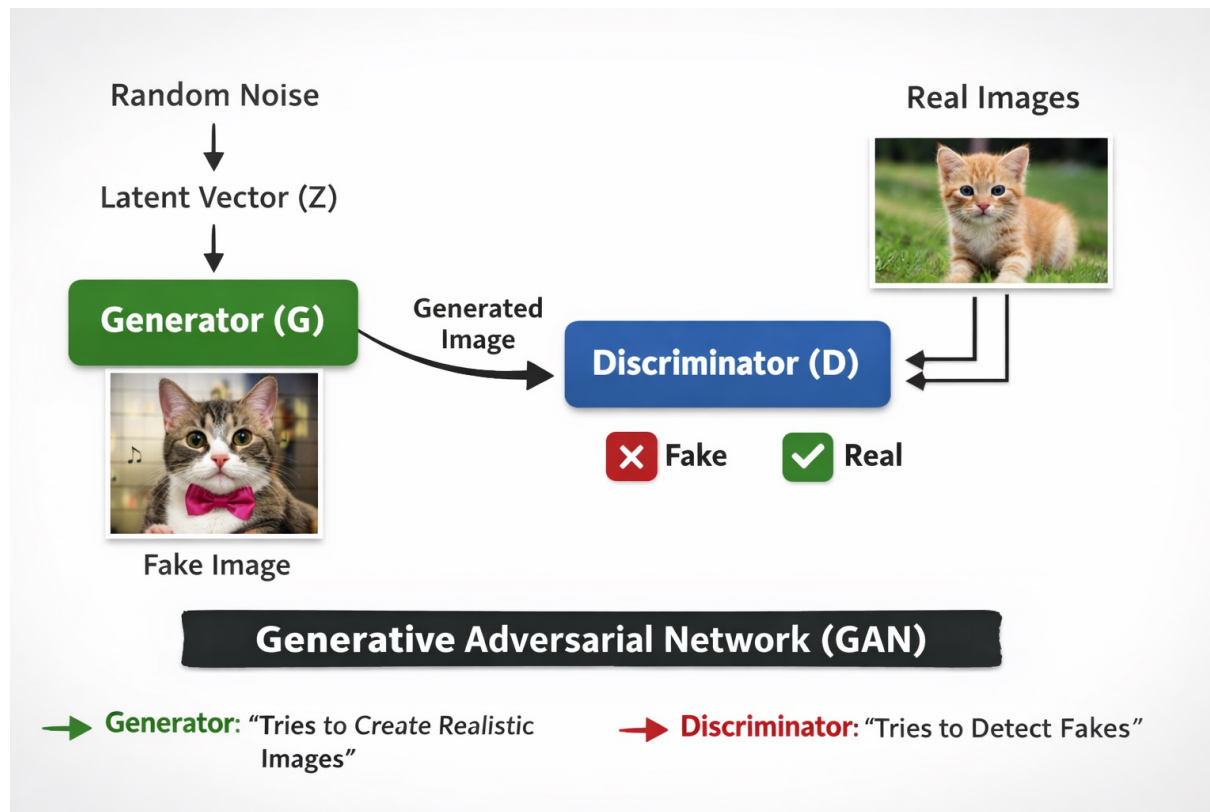 Random Noise
Real Images
Latent Vector (Z)
Generator (G)
Generated
Image
Discriminator (D)
Fake
Real
Fake Image
Generative Adversarial Network (GAN)
Generator: “Tries to Create Realistic
Images”
Discriminator: “Tries to Detect Fakes”